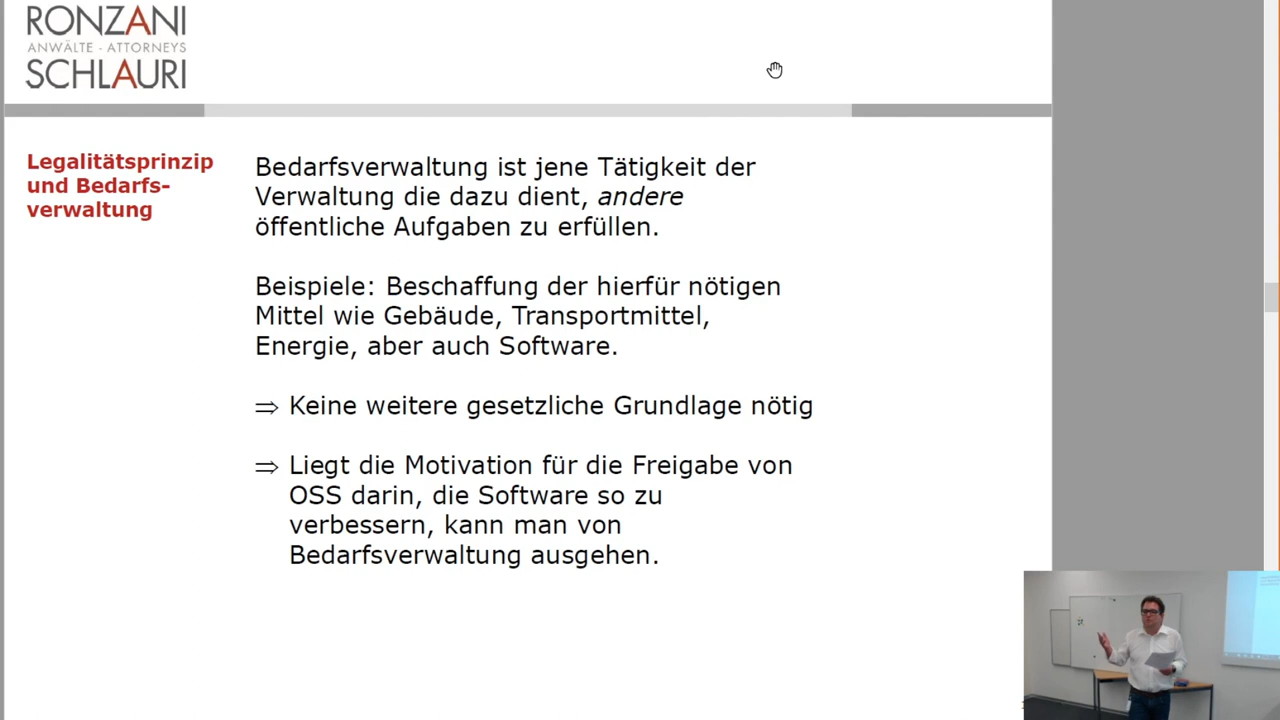 RONZANI
ANWÄLTE - ATTORNEYS
SCHLAURI
Legalitätsprinzip
und Bedarfs-
verwaltung
Bedarfsverwaltung ist jene Tätigkeit der
Verwaltung die dazu dient, andere
öffentliche Aufgaben zu erfüllen.
Beispiele: Beschaffung der hierfür nötigen
Mittel wie Gebäude, Transportmittel,
Energie, aber auch Software.
⇒ Keine weitere gesetzliche Grundlage nötig
⇒ Liegt die Motivation für die Freigabe von
OSS darin, die Software so zu
verbessern, kann man von
Bedarfsverwaltung ausgehen.